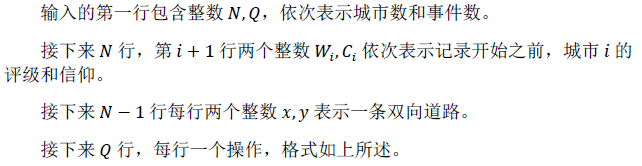 输入的第一行包含整数 N, Q，依次表示城市数和事件数。
接下来 N 行，第 i + 1 行两个整数 Wi, Ci 依次表示记录开始之前，城市 i 的
评级和信仰。
接下来 N − 1 行每行两个整数 x, y 表示一条双向道路。
接下来 Q 行，每行一个操作，格式如上所述。